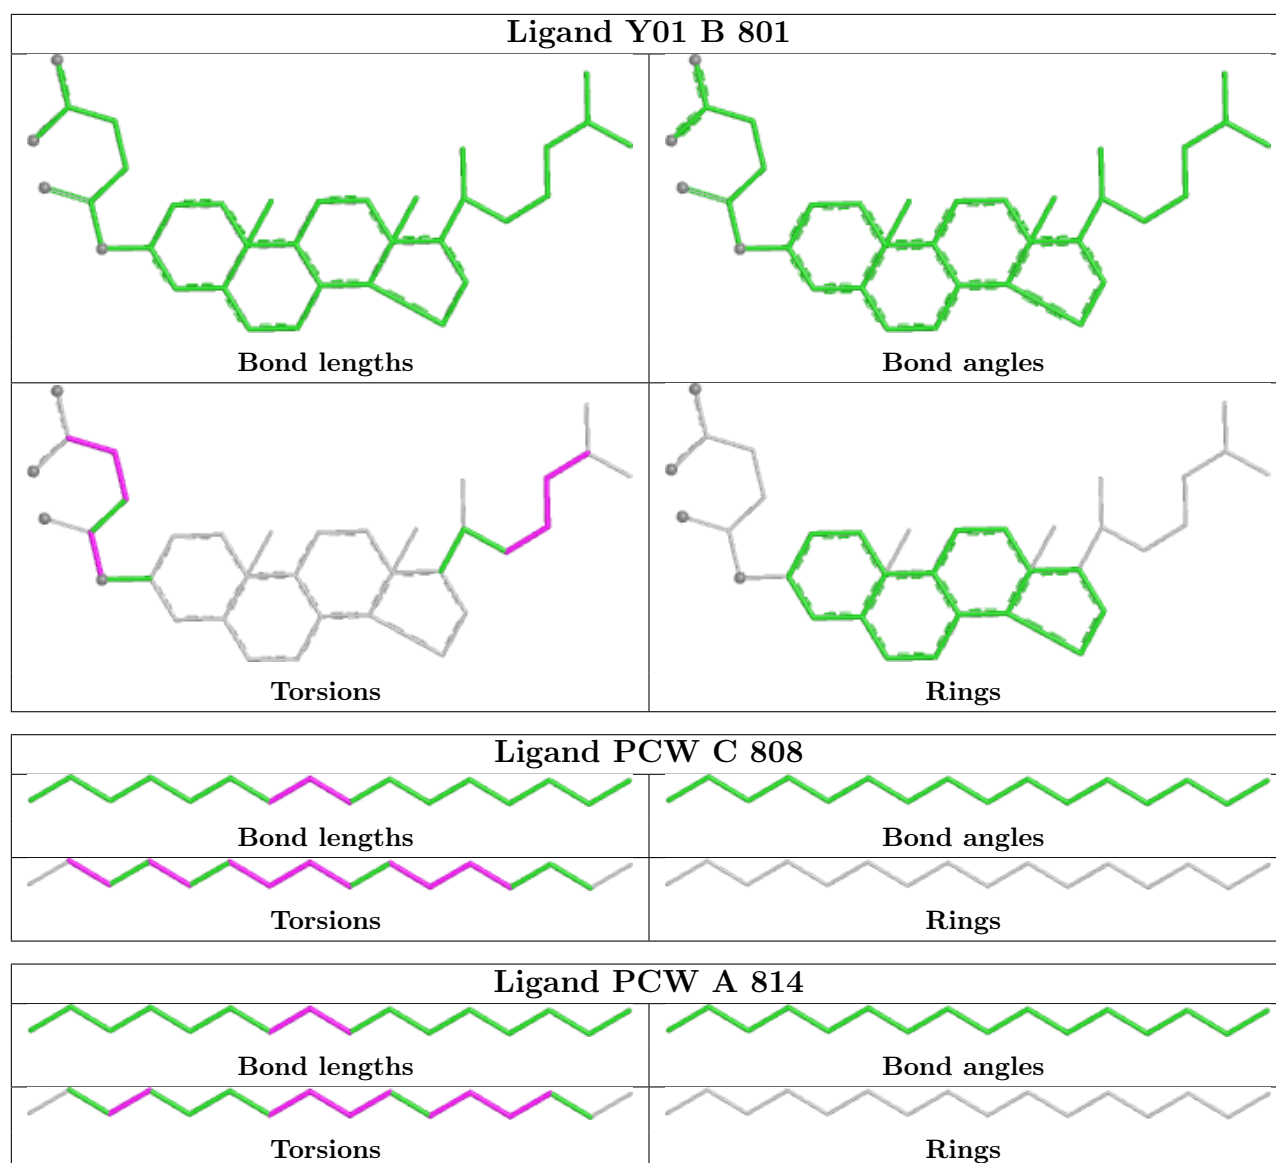 Ligand Y01 B 801
Bond lengths
Bond angles
Torsions
Rings
Ligand PCW C 808
Bond lengths
Bond angles
Torsions
Rings
Ligand PCW A 814
Bond lengths
Bond angles
Torsions
Rings